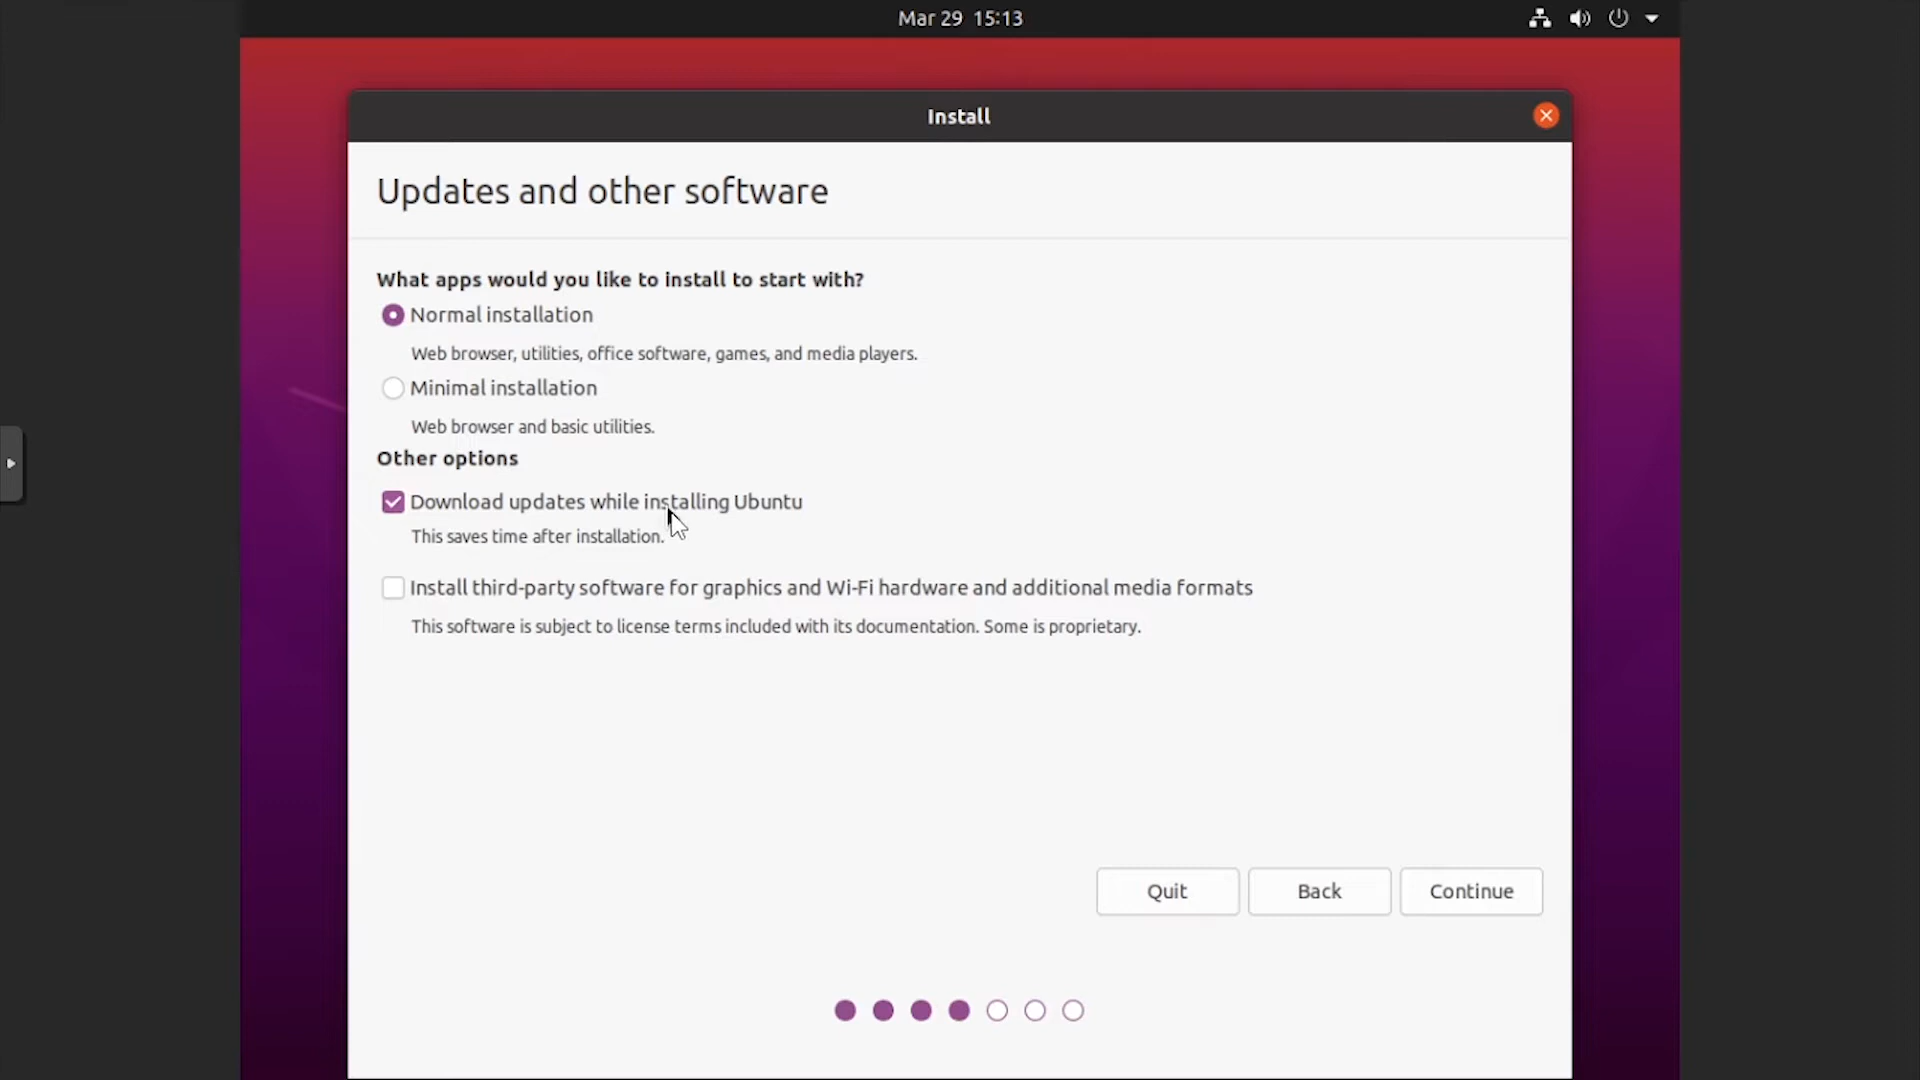 Mar 29 15:13
Install
Updates and other software
What apps would you like to install to start with?
Normal installation
Web browser, utilities, office software, games, and media players.
Minimal installation
Web browser and basic utilities.
Other options
Download updates while installing Ubuntu
This saves time after installation.
Install third-party software for graphics and Wi-Fi hardware and additional media formats
This software is subject to license terms included with its documentation. Some is proprietary.
Quit Back Continue